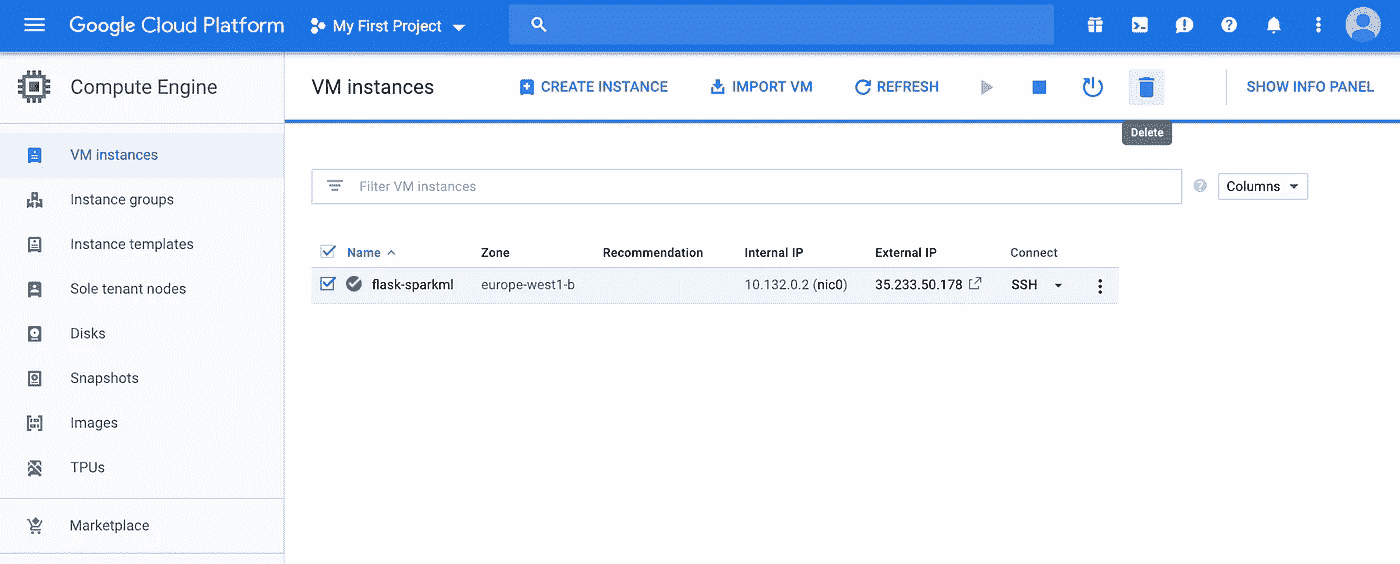 Google Cloud Platform My First Project
Compute Engine
VM instances CREATE INSTANCE IMPORT VM REFRESH SHOW INFO PANEL
Delete
VM instances
Instance groups
Instance templates
Sole tenant nodes
Disks
Snapshots
Images
TPUs
Marketplace
Filter VM instances Columns
Name Zone Recommendation Internal IP External IP Connect
flask-sparkml europe-west1-b 10.132.0.2 (nic0) 35.233.50.178 SSH